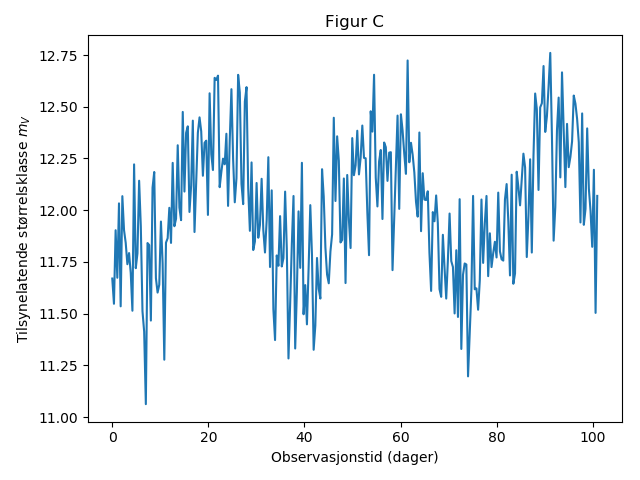 Figur C
12.75
12.50
12.25
12.00
11.75
11.50
11.25
11.00
Tilsynelatende størrelsklasse $m_V$
0 20 40 60 80 100
Observasjonstid (dager)